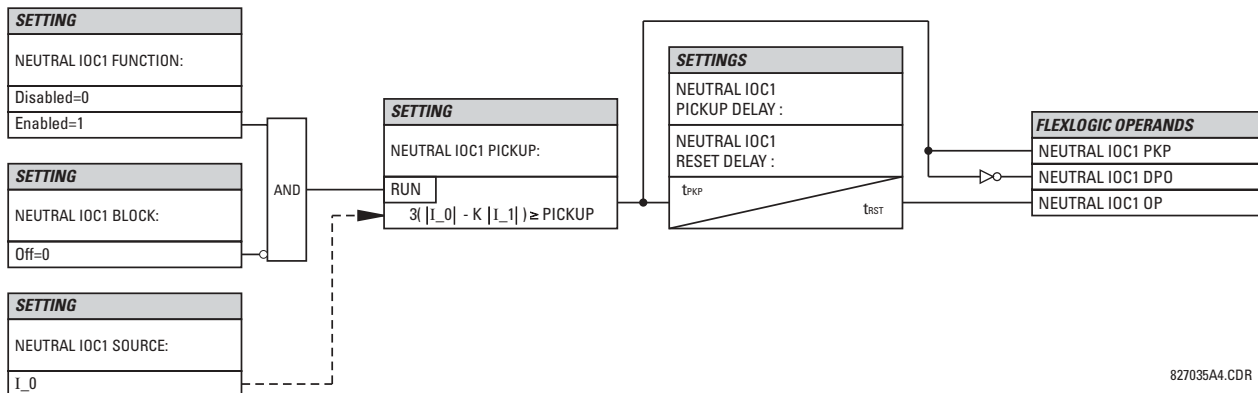 SETTING
NEUTRAL IOC1 FUNCTION:
Disabled=0
Enabled=1
SETTING
NEUTRAL IOC1 BLOCK:
Off=0
SETTING
NEUTRAL IOC1 SOURCE:
I_0
AND
SETTING
NEUTRAL IOC1 PICKUP:
RUN
3( |I_0| - K |I_1| ) ≥ PICKUP
SETTINGS
NEUTRAL IOC1
PICKUP DELAY :
NEUTRAL IOC1
RESET DELAY :
tPKP
tRST
FLEXLOGIC OPERANDS
NEUTRAL IOC1 PKP
NEUTRAL IOC1 DPO
NEUTRAL IOC1 OP
827035A4.CDR